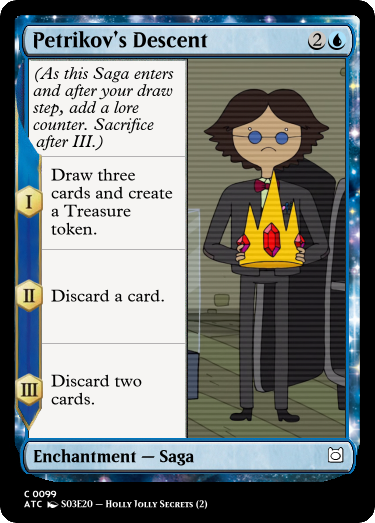 Petrikov's Descent 2
(As this Saga enters
and after your draw
step, add a lore
counter. Sacrifice
after III.)
I
Draw three
cards and create
a Treasure
token.
II
Discard a card.
III
Discard two
cards.
Enchantment — Saga
C 0099
ATC S03E20 – Holly Jolly Secrets (2)